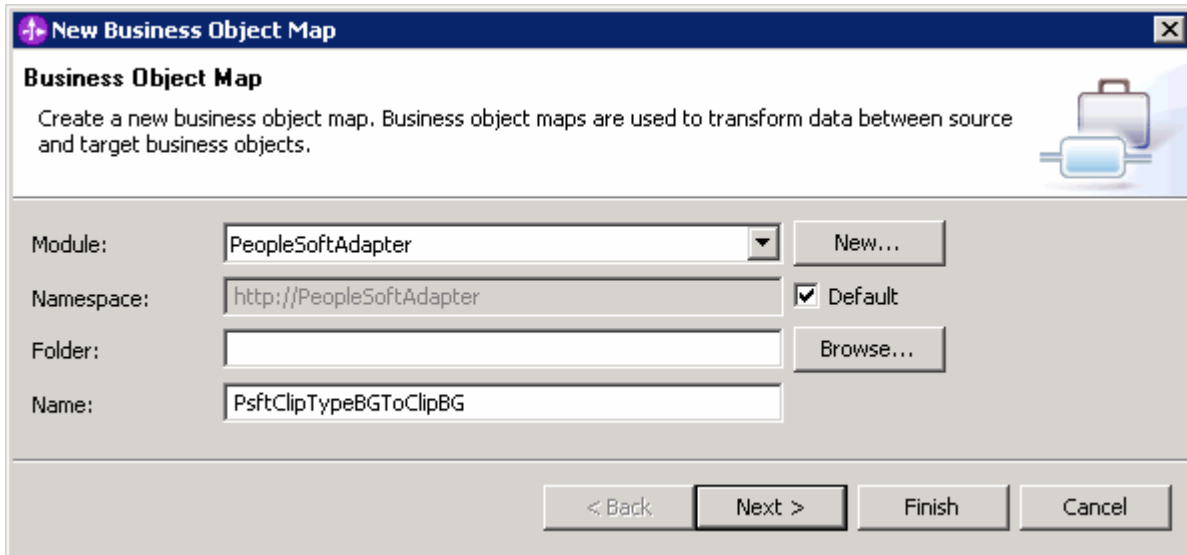 New Business Object Map
Business Object Map
Create a new business object map. Business object maps are used to transform data between source
and target business objects.
Module: PeopleSoftAdapter New...
Namespace: http://PeopleSoftAdapter Default
Folder: Browse...
Name: PsftClipTypeBGToClipBG
< Back Next > Finish Cancel